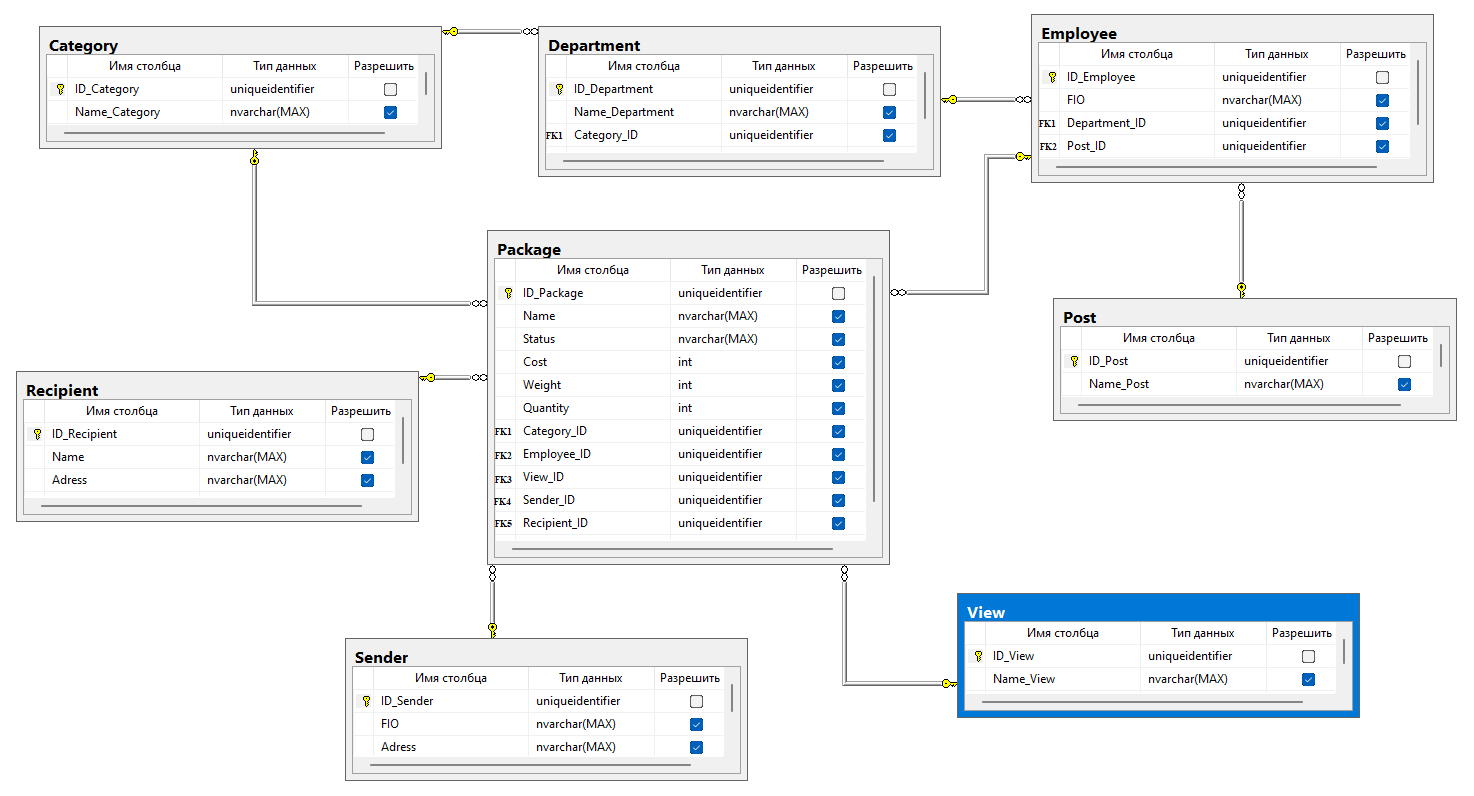 Category
Имя столбца Тип данных Разрешить
ID_Category uniqueidentifier
Name_Category nvarchar(MAX)
Department
Имя столбца Тип данных Разрешить
ID_Department uniqueidentifier
Name_Department nvarchar(MAX)
FK1 Category_ID uniqueidentifier
Employee
Имя столбца Тип данных Разрешить
ID_Employee uniqueidentifier
FIO nvarchar(MAX)
FK1 Department_ID uniqueidentifier
FK2 Post_ID uniqueidentifier
Package
Имя столбца Тип данных Разрешить
ID_Package uniqueidentifier
Name nvarchar(MAX)
Status nvarchar(MAX)
Cost int
Weight int
Quantity int
FK1 Category_ID uniqueidentifier
FK2 Employee_ID uniqueidentifier
FK3 View_ID uniqueidentifier
FK4 Sender_ID uniqueidentifier
FK5 Recipient_ID uniqueidentifier
Post
Имя столбца Тип данных Разрешить
ID_Post uniqueidentifier
Name_Post nvarchar(MAX)
Recipient
Имя столбца Тип данных Разрешить
ID_Recipient uniqueidentifier
Name nvarchar(MAX)
Adress nvarchar(MAX)
View
Имя столбца Тип данных Разрешить
ID_View uniqueidentifier
Name_View nvarchar(MAX)
Sender
Имя столбца Тип данных Разрешить
ID_Sender uniqueidentifier
FIO nvarchar(MAX)
Adress nvarchar(MAX)